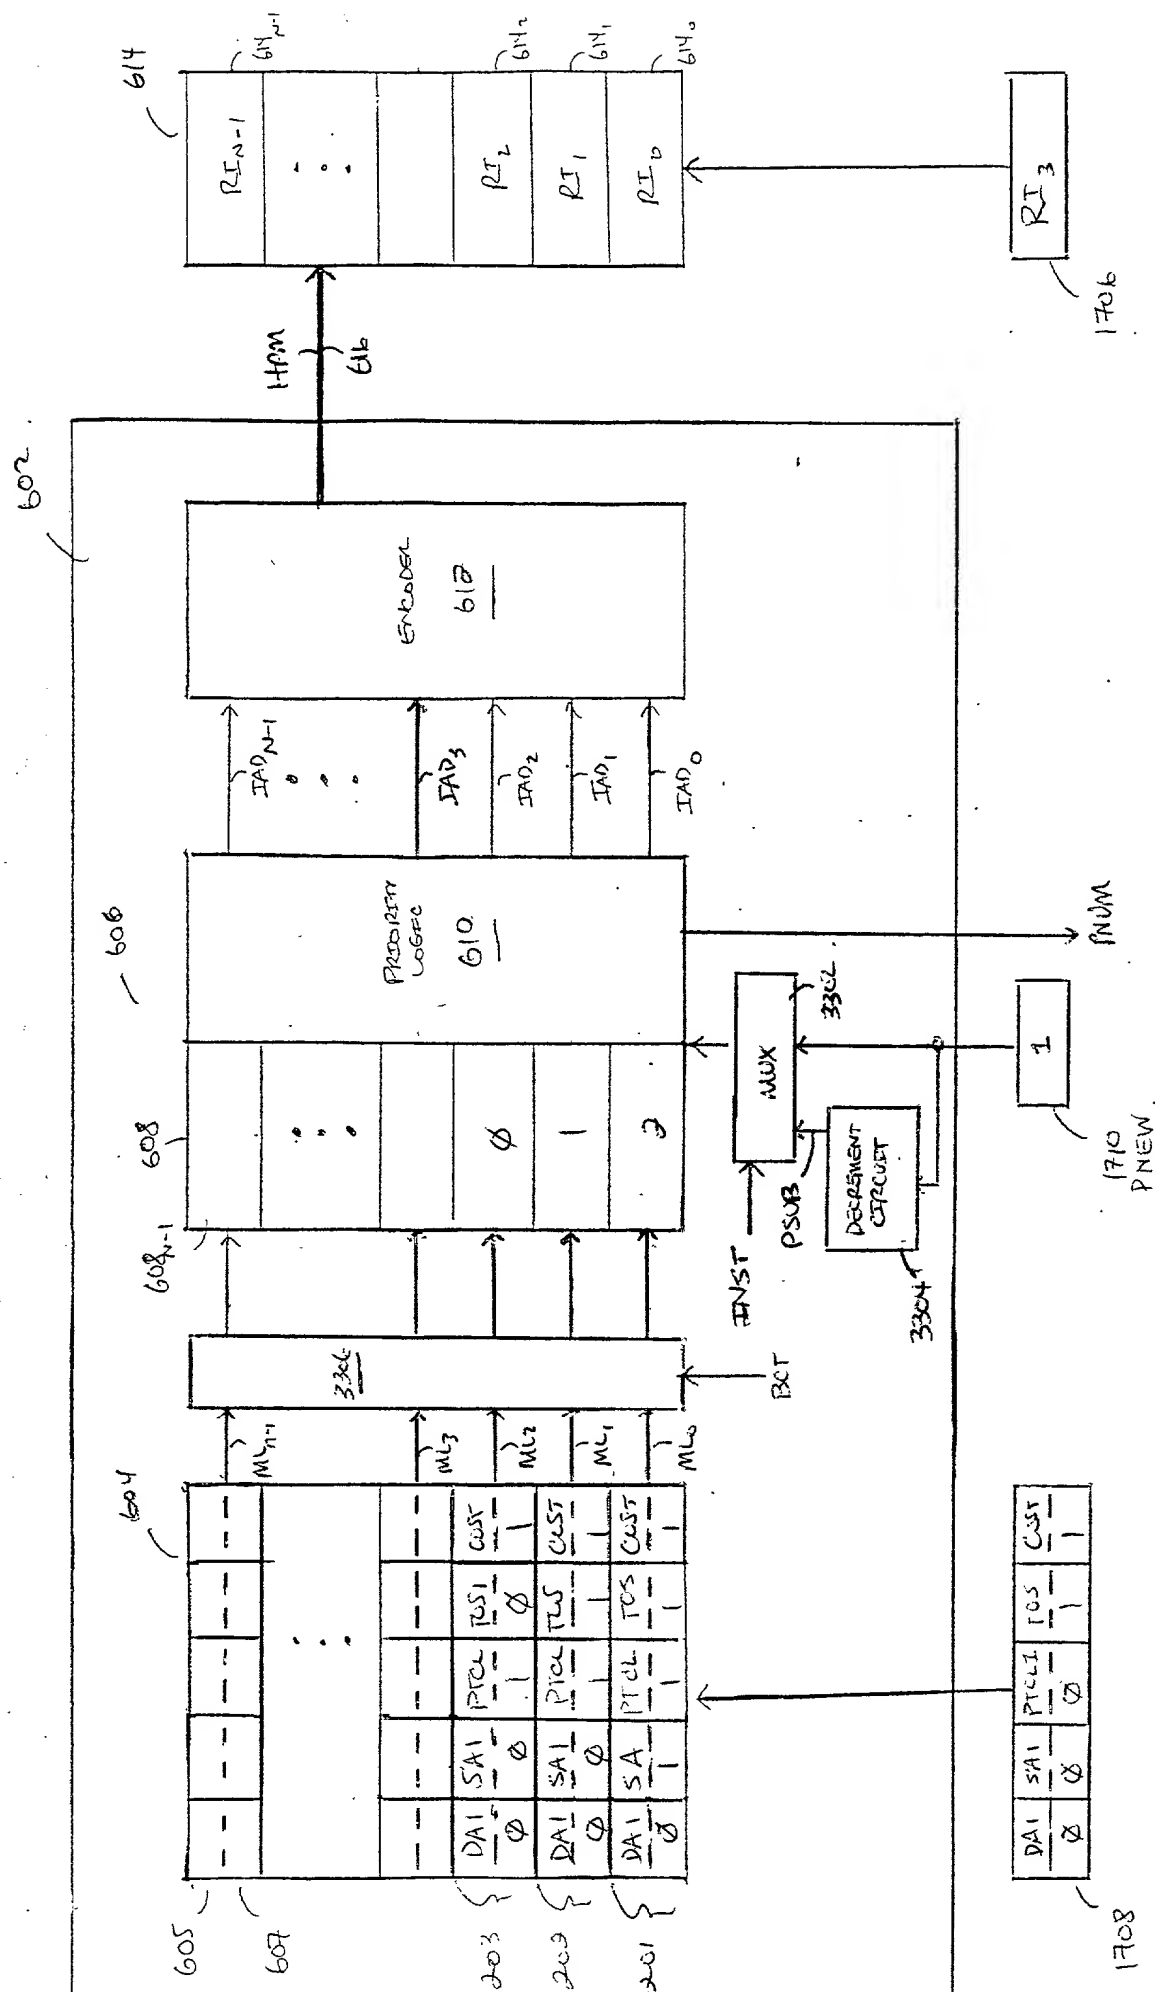 602
614
606
604
608
608N-1
605
607
203
202
201
DA1 SA1 PTCL TOS1 CUST
Ø Ø 1 Ø 1
DA1 SA1 PTCL TOS CUST
Ø Ø 1 1 1
DA1 SA PTCL TOS CUST
Ø 1 1 1 1
MLn-1
ML3
ML2
ML1
ML0
3306
BCT
Ø
1
2
PRIORITY
LOGIC
610
IADN-1
IAD3
IAD2
IAD1
IAD0
ENCODER
612
HPM
616
RIN-1
RI2
RI1
RI0
614N-1
6142
6141
6140
INST
MUX
3302
PSUB
DECREMENT
CIRCUIT
3304
PNUM
1
1710
PNEW
RI3
1706
DA1 SA1 PTCL1 TOS CUST
Ø Ø Ø 1 1
1708